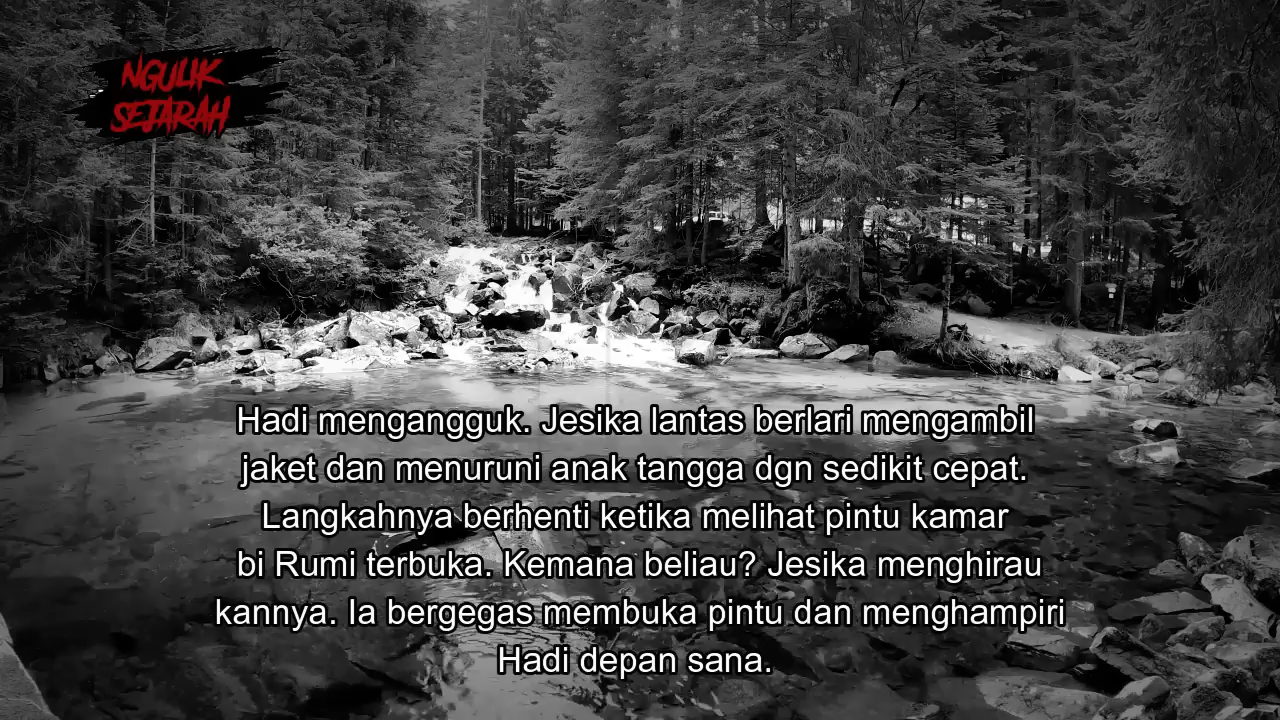 NGULIK
SEJARAH
Hadi mengangguk. Jesika lantas berlari mengambil
jaket dan menuruni anak tangga dgn sedikit cepat.
Langkahnya berhenti ketika melihat pintu kamar
bi Rumi terbuka. Kemana beliau? Jesika menghirau
kannya. Ia bergegas membuka pintu dan menghampiri
Hadi depan sana.